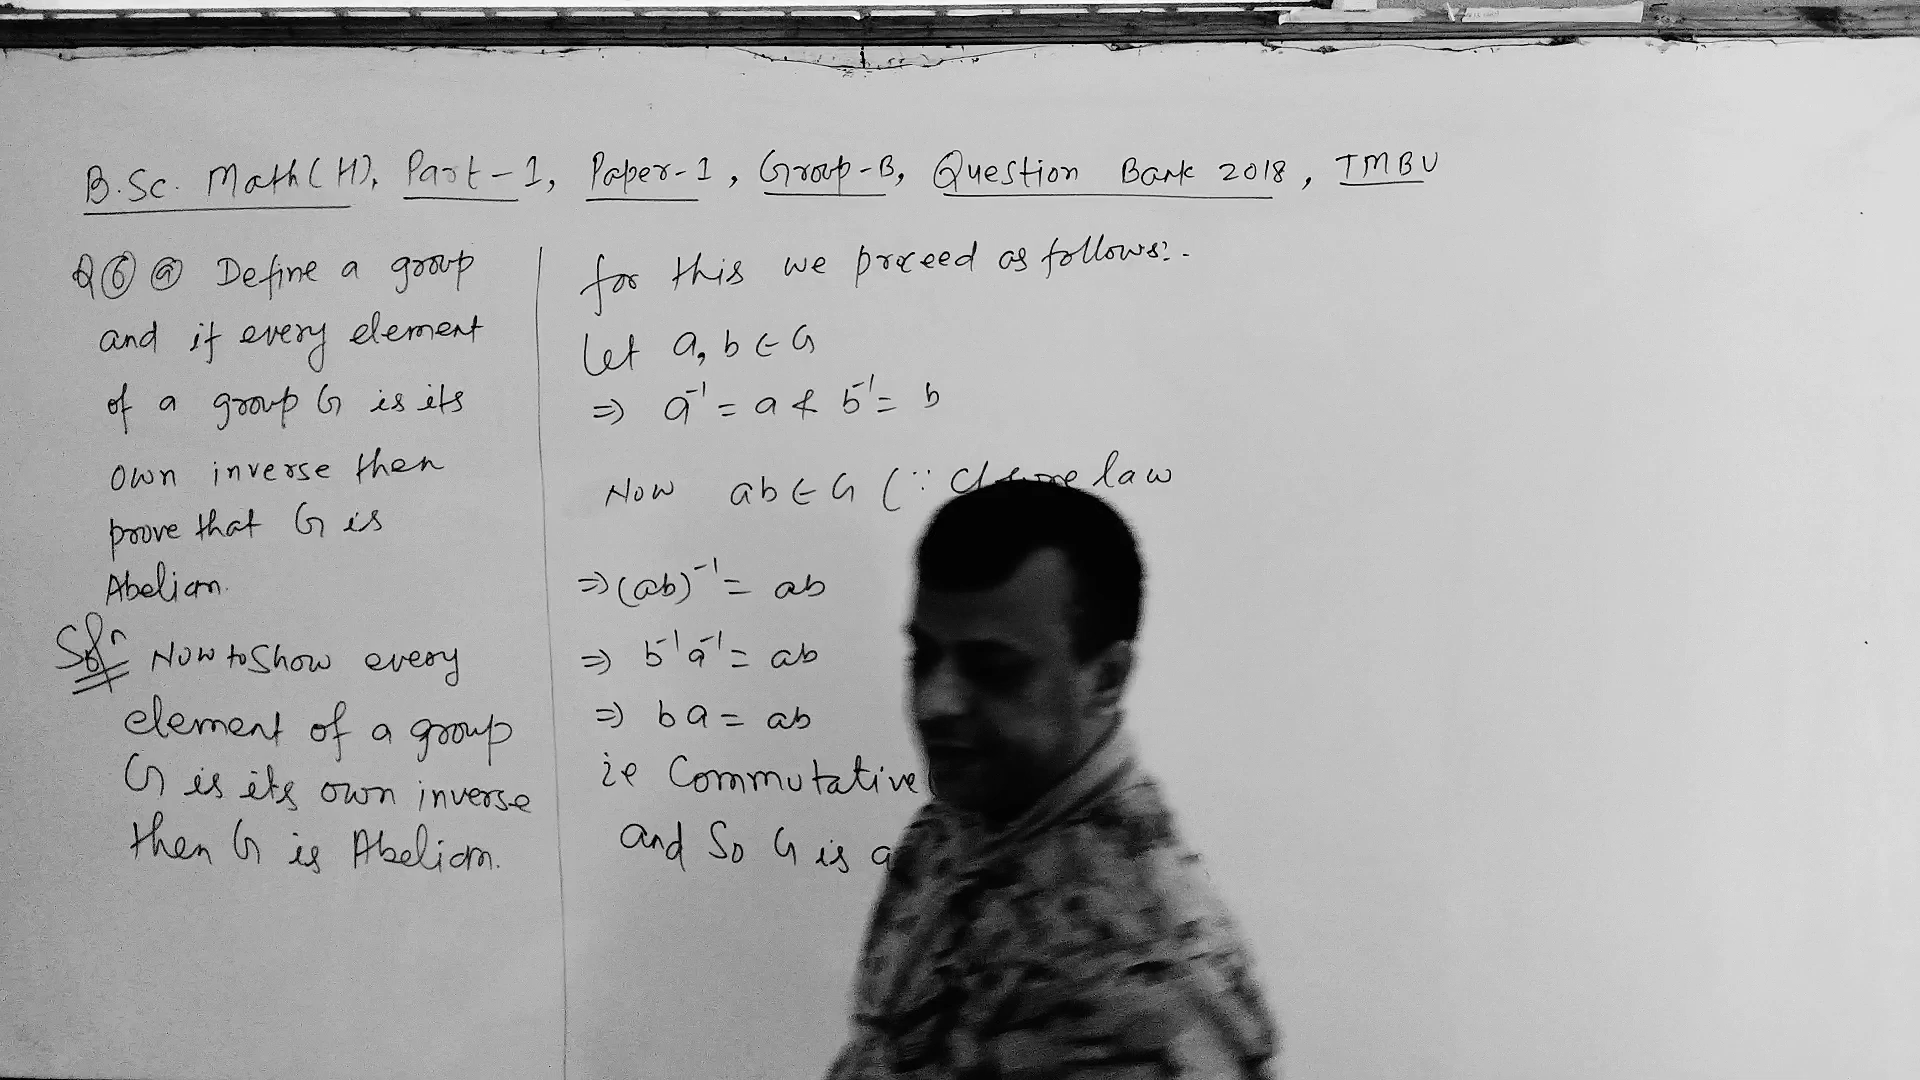 B.Sc. Math(H), Part-1, Paper-1, Group-B, Question Bank 2018, TMBU
Q⑥ ⓐ Define a group
and if every element
of a group G is its
own inverse then
prove that G is
Abelian.
Solⁿ Now to show every
element of a group
G is its own inverse
then G is Abelian.
for this we proceed as follows:-
Let a, b ∈ G
⇒ a⁻¹ = a & b⁻¹ = b
Now ab ∈ G (∵ Closure law
⇒ (ab)⁻¹ = ab
⇒ b⁻¹a⁻¹ = ab
⇒ ba = ab
ie Commutative
and So G is